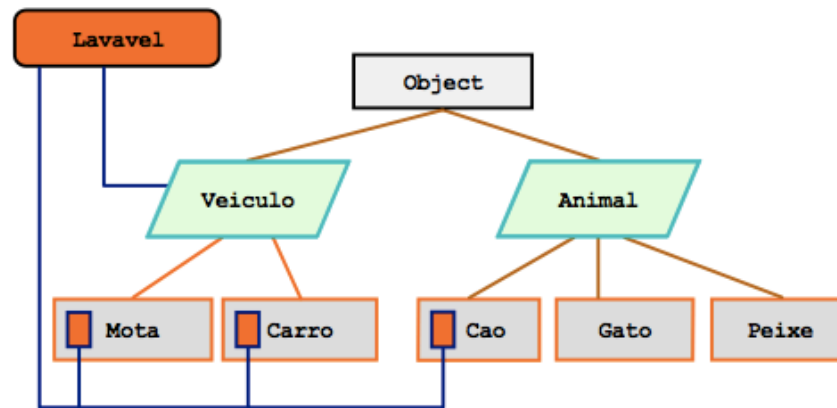 Lavavel
Object
Veiculo
Animal
Mota
Carro
Cao
Gato
Peixe